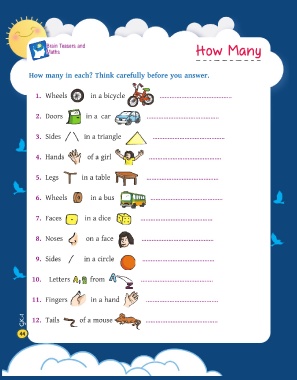 Brain Teasers and
Maths
How Many
How many in each? Think carefully before you answer.
1. Wheels in a bicycle
2. Doors in a car
3. Sides in a triangle
4. Hands of a girl
5. Legs in a table
6. Wheels in a bus
7. Faces in a dice
8. Noses on a face
9. Sides in a circle
10. Letters from
11. Fingers in a hand
12. Tails of a mouse
GK-1
44